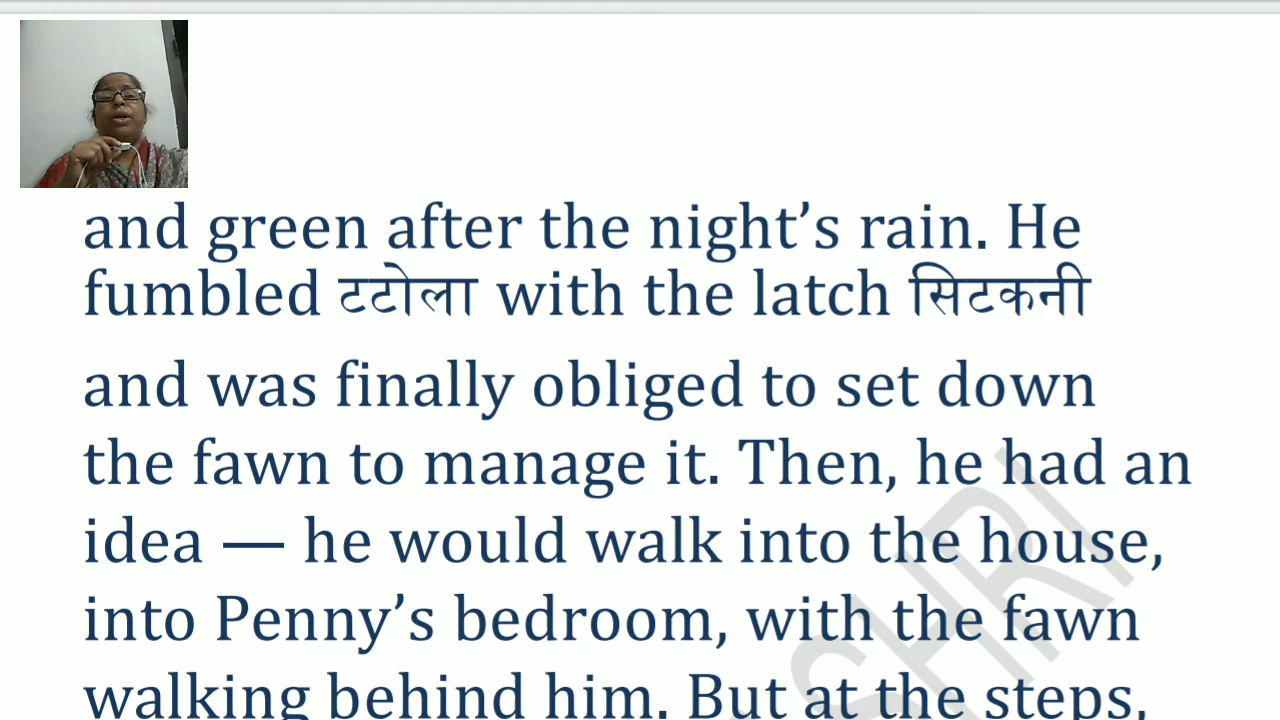 and green after the night’s rain. He
fumbled टटोला with the latch सिटकनी
and was finally obliged to set down
the fawn to manage it. Then, he had an
idea — he would walk into the house,
into Penny’s bedroom, with the fawn
walking behind him. But at the steps,
SHRI